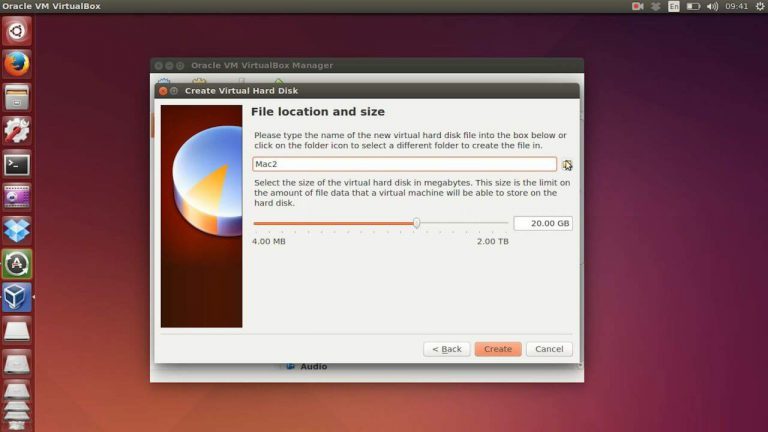 Oracle VM VirtualBox
En
09:41
Oracle VM VirtualBox Manager
Create Virtual Hard Disk
File location and size
Please type the name of the new virtual hard disk file into the box below or
click on the folder icon to select a different folder to create the file in.
Mac2
Select the size of the virtual hard disk in megabytes. This size is the limit on
the amount of file data that a virtual machine will be able to store on the
hard disk.
20.00 GB
4.00 MB
2.00 TB
< Back
Create
Cancel
Audio